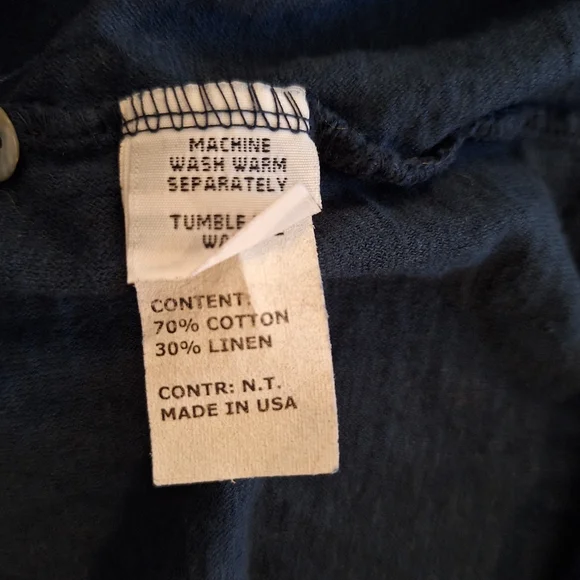 MACHINE
WASH WARM
SEPARATELY
TUMBLE
CONTENT:
70% COTTON
30% LINEN
CONTR: N.T.
MADE IN USA